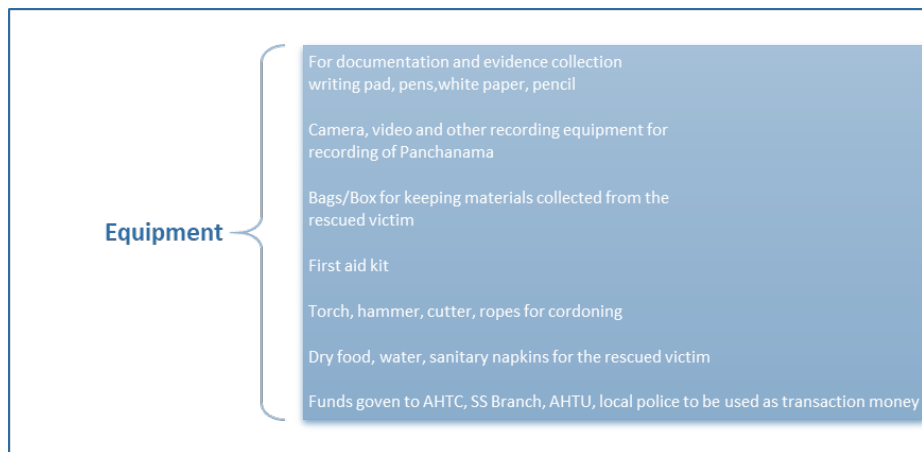 Equipment
For documentation and evidence collection
writing pad, pens,white paper, pencil
Camera, video and other recording equipment for
recording of Panchanama
Bags/Box for keeping materials collected from the
rescued victim
First aid kit
Torch, hammer, cutter, ropes for cordoning
Dry food, water, sanitary napkins for the rescued victim
Funds goven to AHTC, SS Branch, AHTU, local police to be used as transaction money